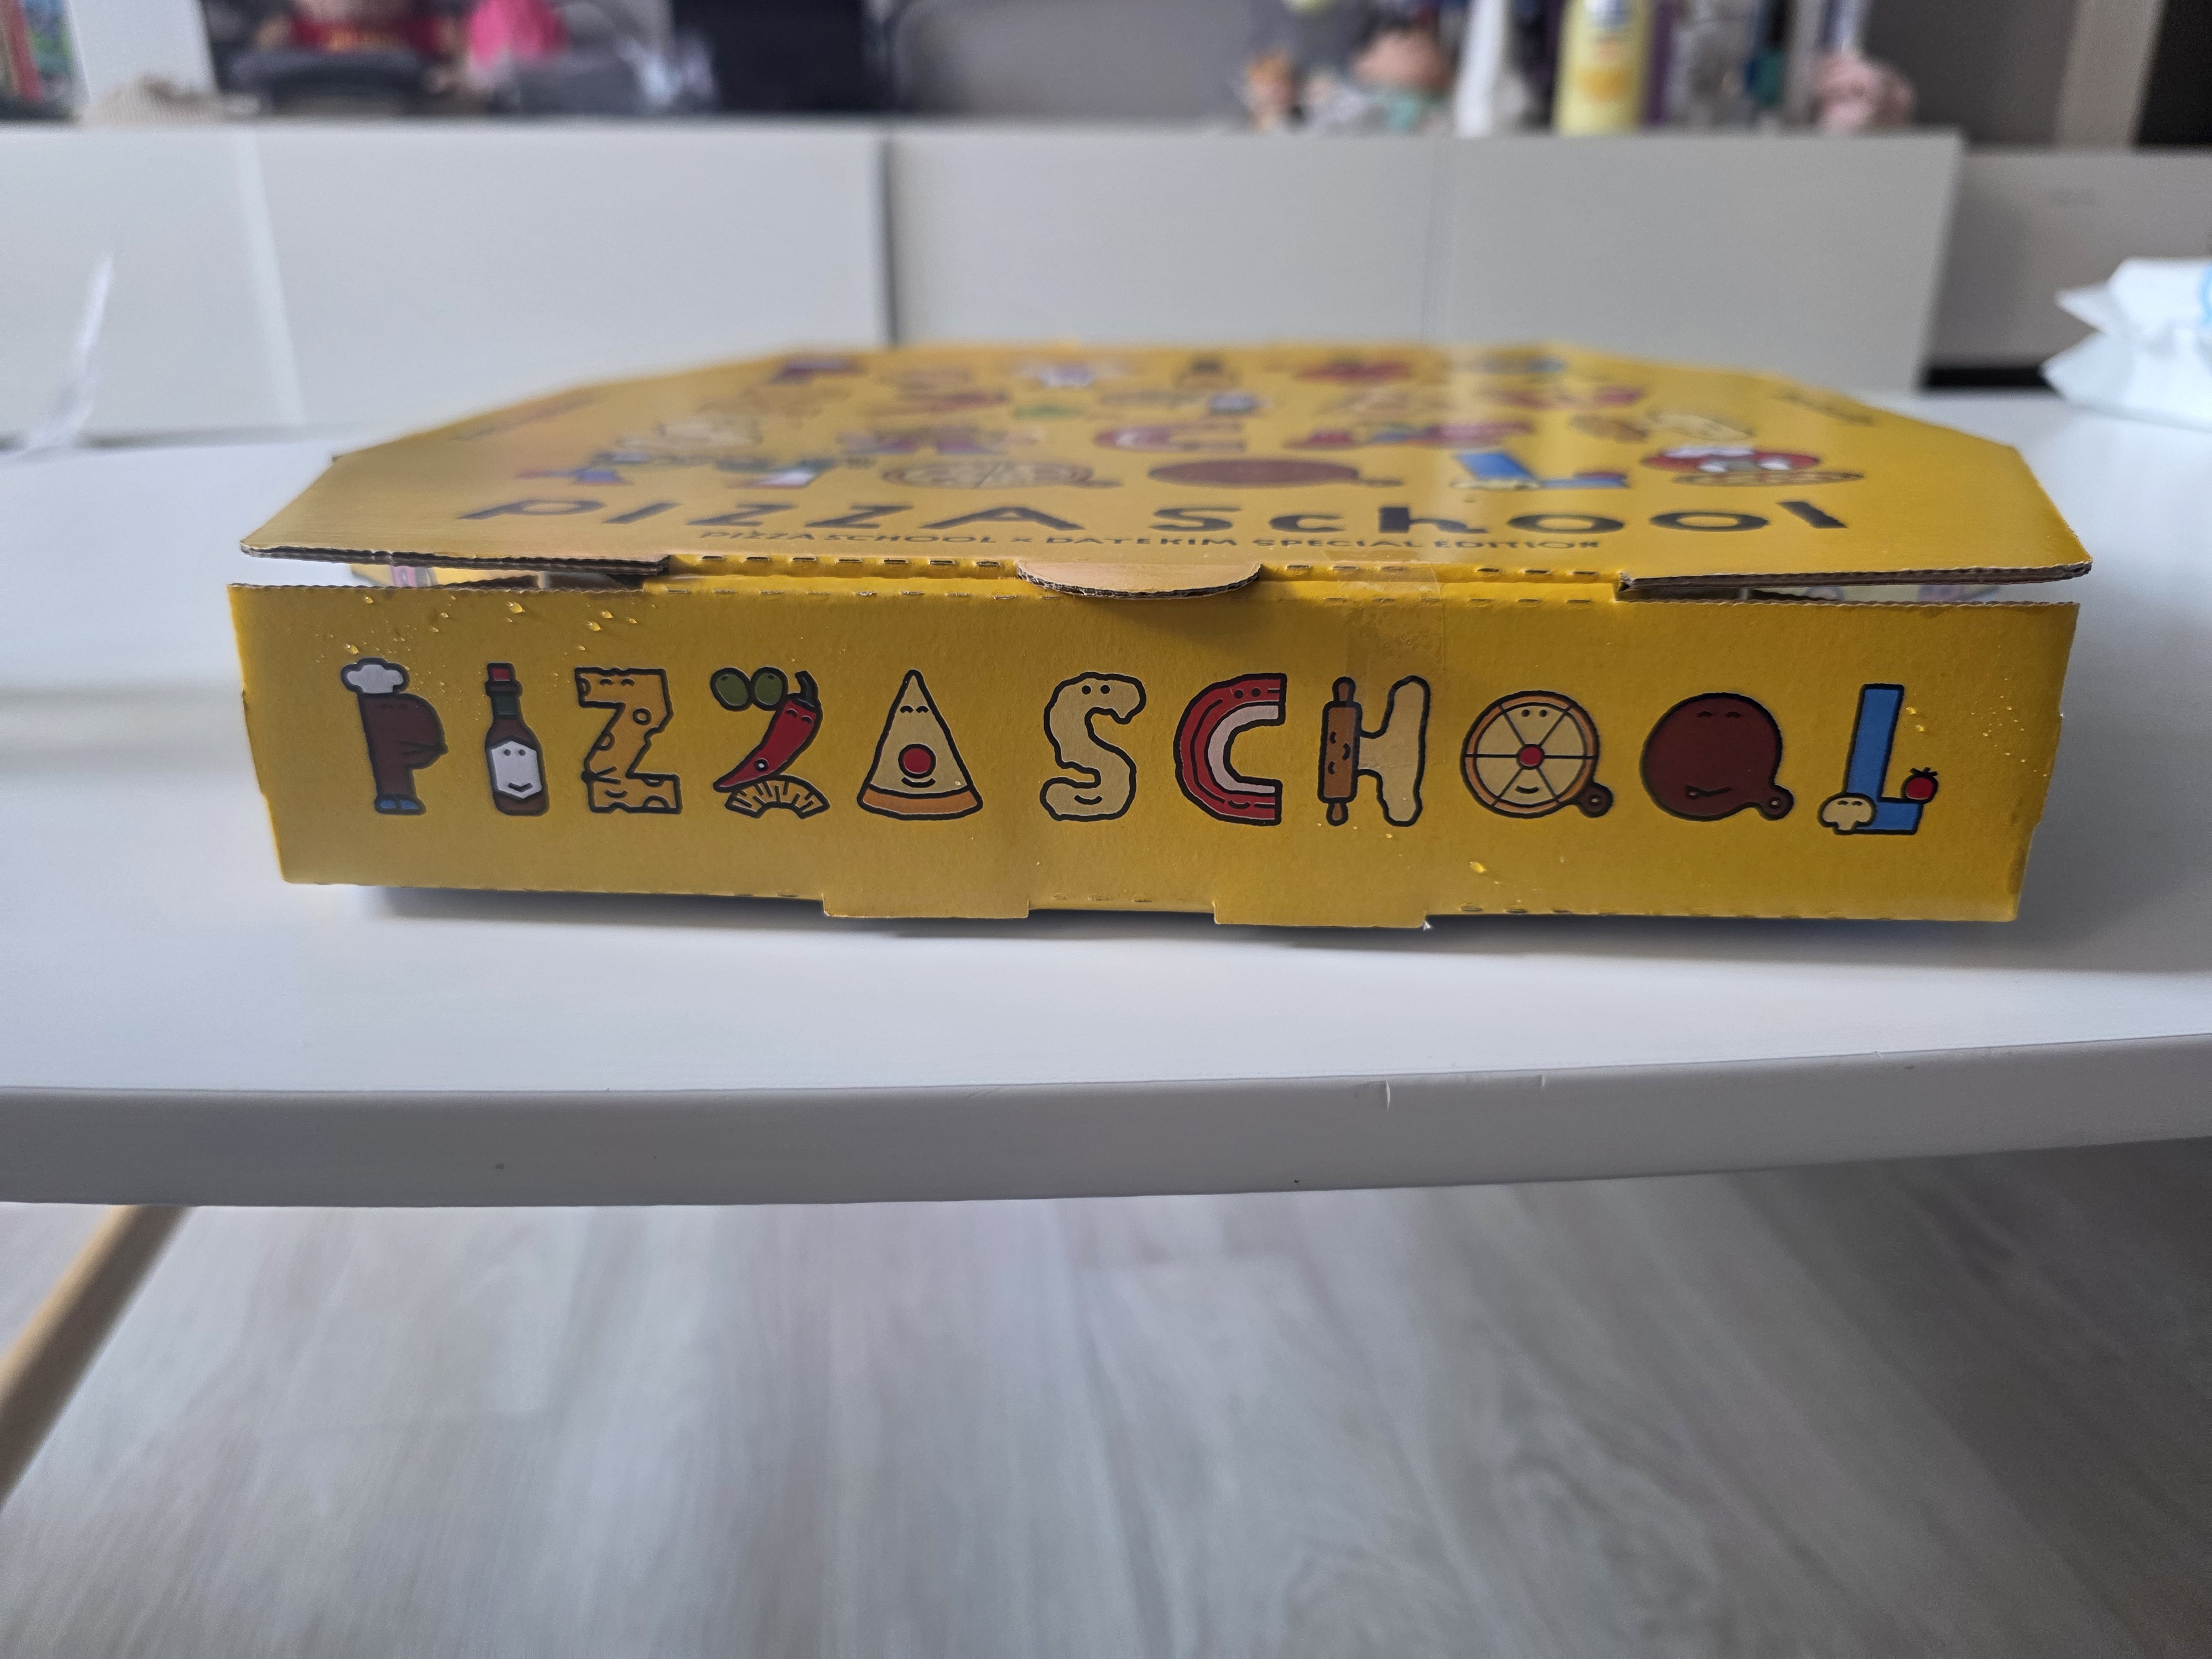 PIZZA School
PIZZA SCHOOL × DATEKIM SPECIAL EDITION
PIZZA SCHOOL